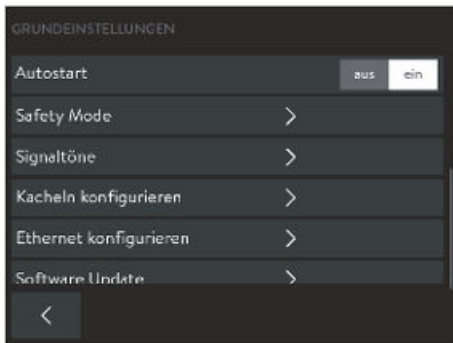 GRUNDEINSTELLUNGEN
Autostart aus ein
Safety Mode
Signaltöne
Kacheln konfigurieren
Ethernet konfigurieren
Software Update